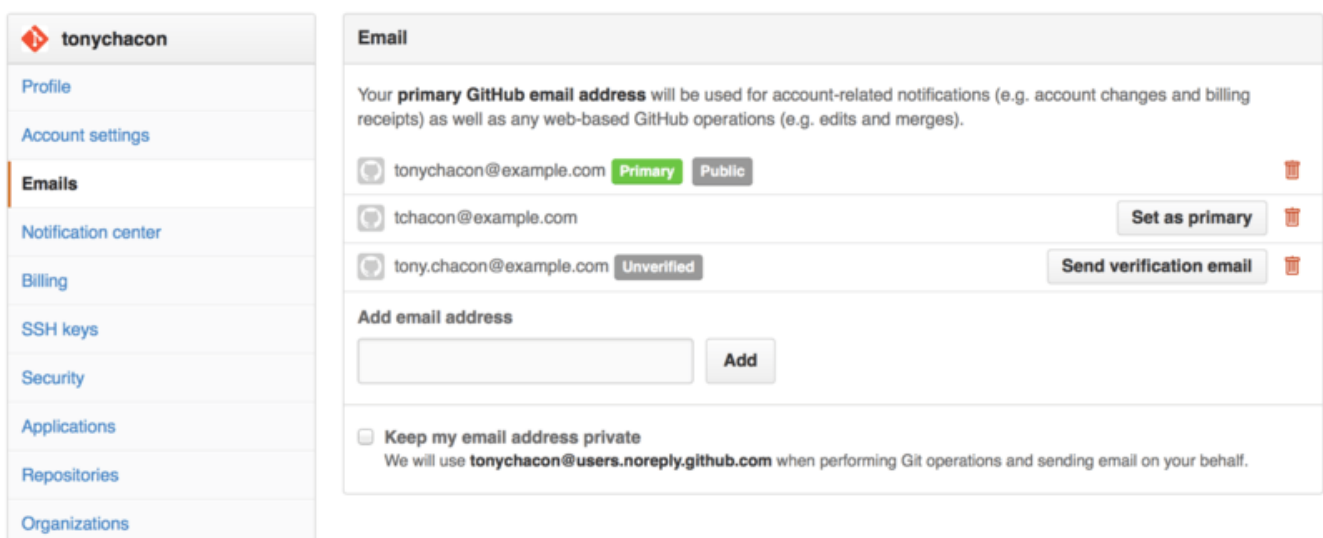 tonychacon
Profile
Account settings
Emails
Notification center
Billing
SSH keys
Security
Applications
Repositories
Organizations
Email
Your primary GitHub email address will be used for account-related notifications (e.g. account changes and billing
receipts) as well as any web-based GitHub operations (e.g. edits and merges).
tonychacon@example.com Primary Public
tchacon@example.com Set as primary
tony.chacon@example.com Unverified Send verification email
Add email address
Add
Keep my email address private
We will use tonychacon@users.noreply.github.com when performing Git operations and sending email on your behalf.